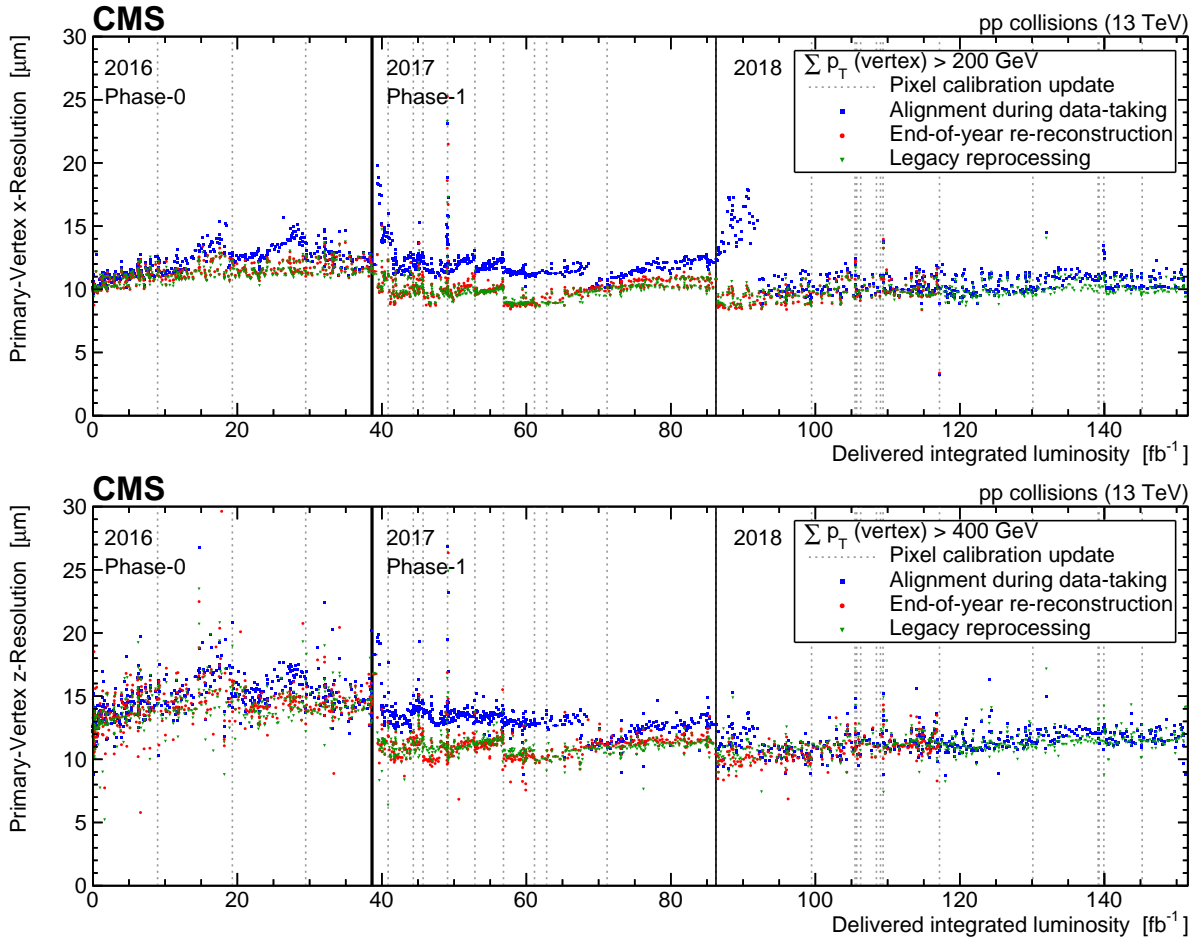 CMS
pp collisions (13 TeV)
Primary-Vertex x-Resolution [μm]
30
25
20
15
10
5
0
2016
Phase-0
2017
Phase-1
2018
∑ p_T (vertex) > 200 GeV
Pixel calibration update
Alignment during data-taking
End-of-year re-reconstruction
Legacy reprocessing
0 20 40 60 80 100 120 140
Delivered integrated luminosity [fb⁻¹]
CMS
pp collisions (13 TeV)
Primary-Vertex z-Resolution [μm]
30
25
20
15
10
5
0
2016
Phase-0
2017
Phase-1
2018
∑ p_T (vertex) > 400 GeV
Pixel calibration update
Alignment during data-taking
End-of-year re-reconstruction
Legacy reprocessing
0 20 40 60 80 100 120 140
Delivered integrated luminosity [fb⁻¹]